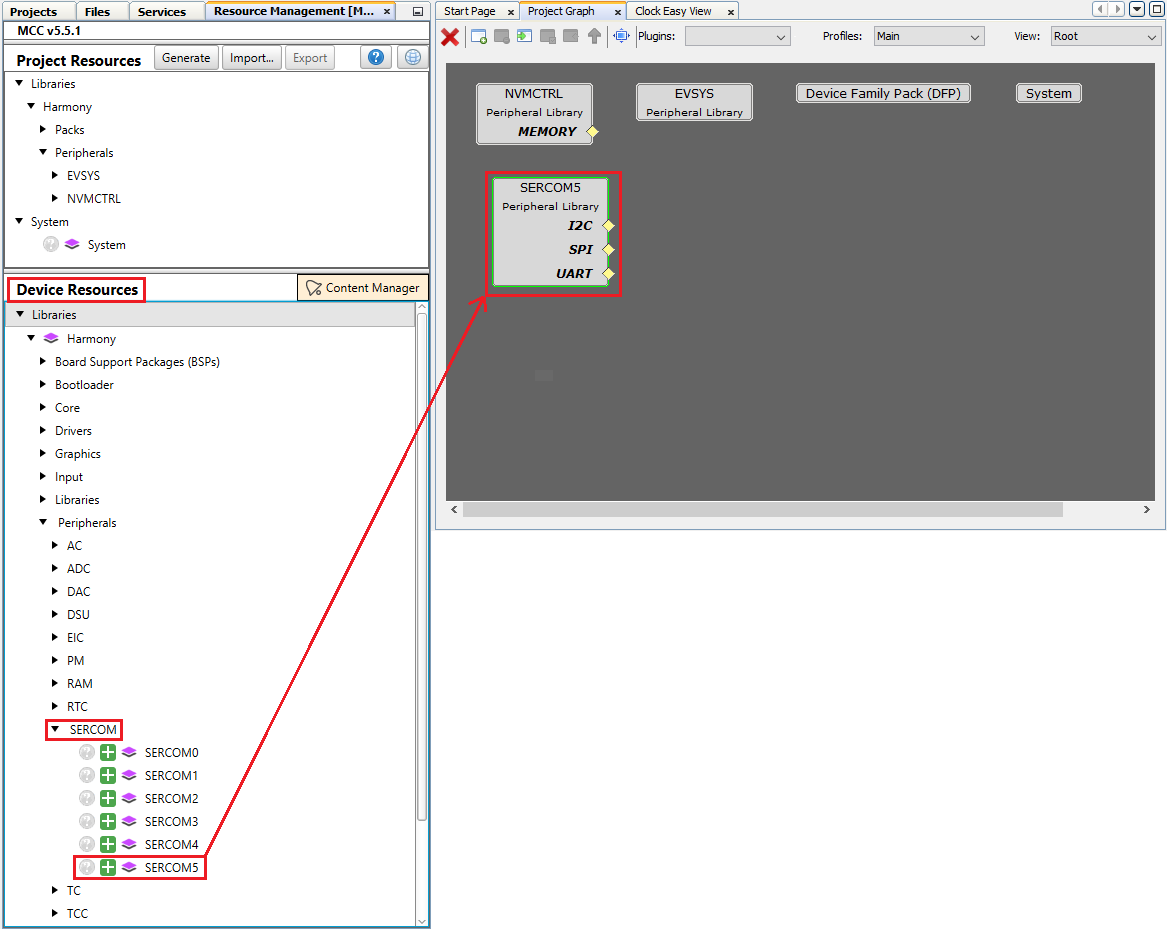 Projects Files Services Resource Management [M... ×
MCC v5.5.1
Project Resources Generate Import... Export ?
Libraries
Harmony
Packs
Peripherals
EVSYS
NVMCTRL
System
? System
Device Resources Content Manager
Libraries
Harmony
Board Support Packages (BSPs)
Bootloader
Core
Drivers
Graphics
Input
Libraries
Peripherals
AC
ADC
DAC
DSU
EIC
PM
RAM
RTC
SERCOM
? SERCOM0
? SERCOM1
? SERCOM2
? SERCOM3
? SERCOM4
? SERCOM5
TC
TCC
Start Page × Project Graph × Clock Easy View ×
Plugins: Profiles: Main View: Root
NVMCTRL
Peripheral Library
MEMORY
EVSYS
Peripheral Library
Device Family Pack (DFP)
System
SERCOM5
Peripheral Library
I2C
SPI
UART